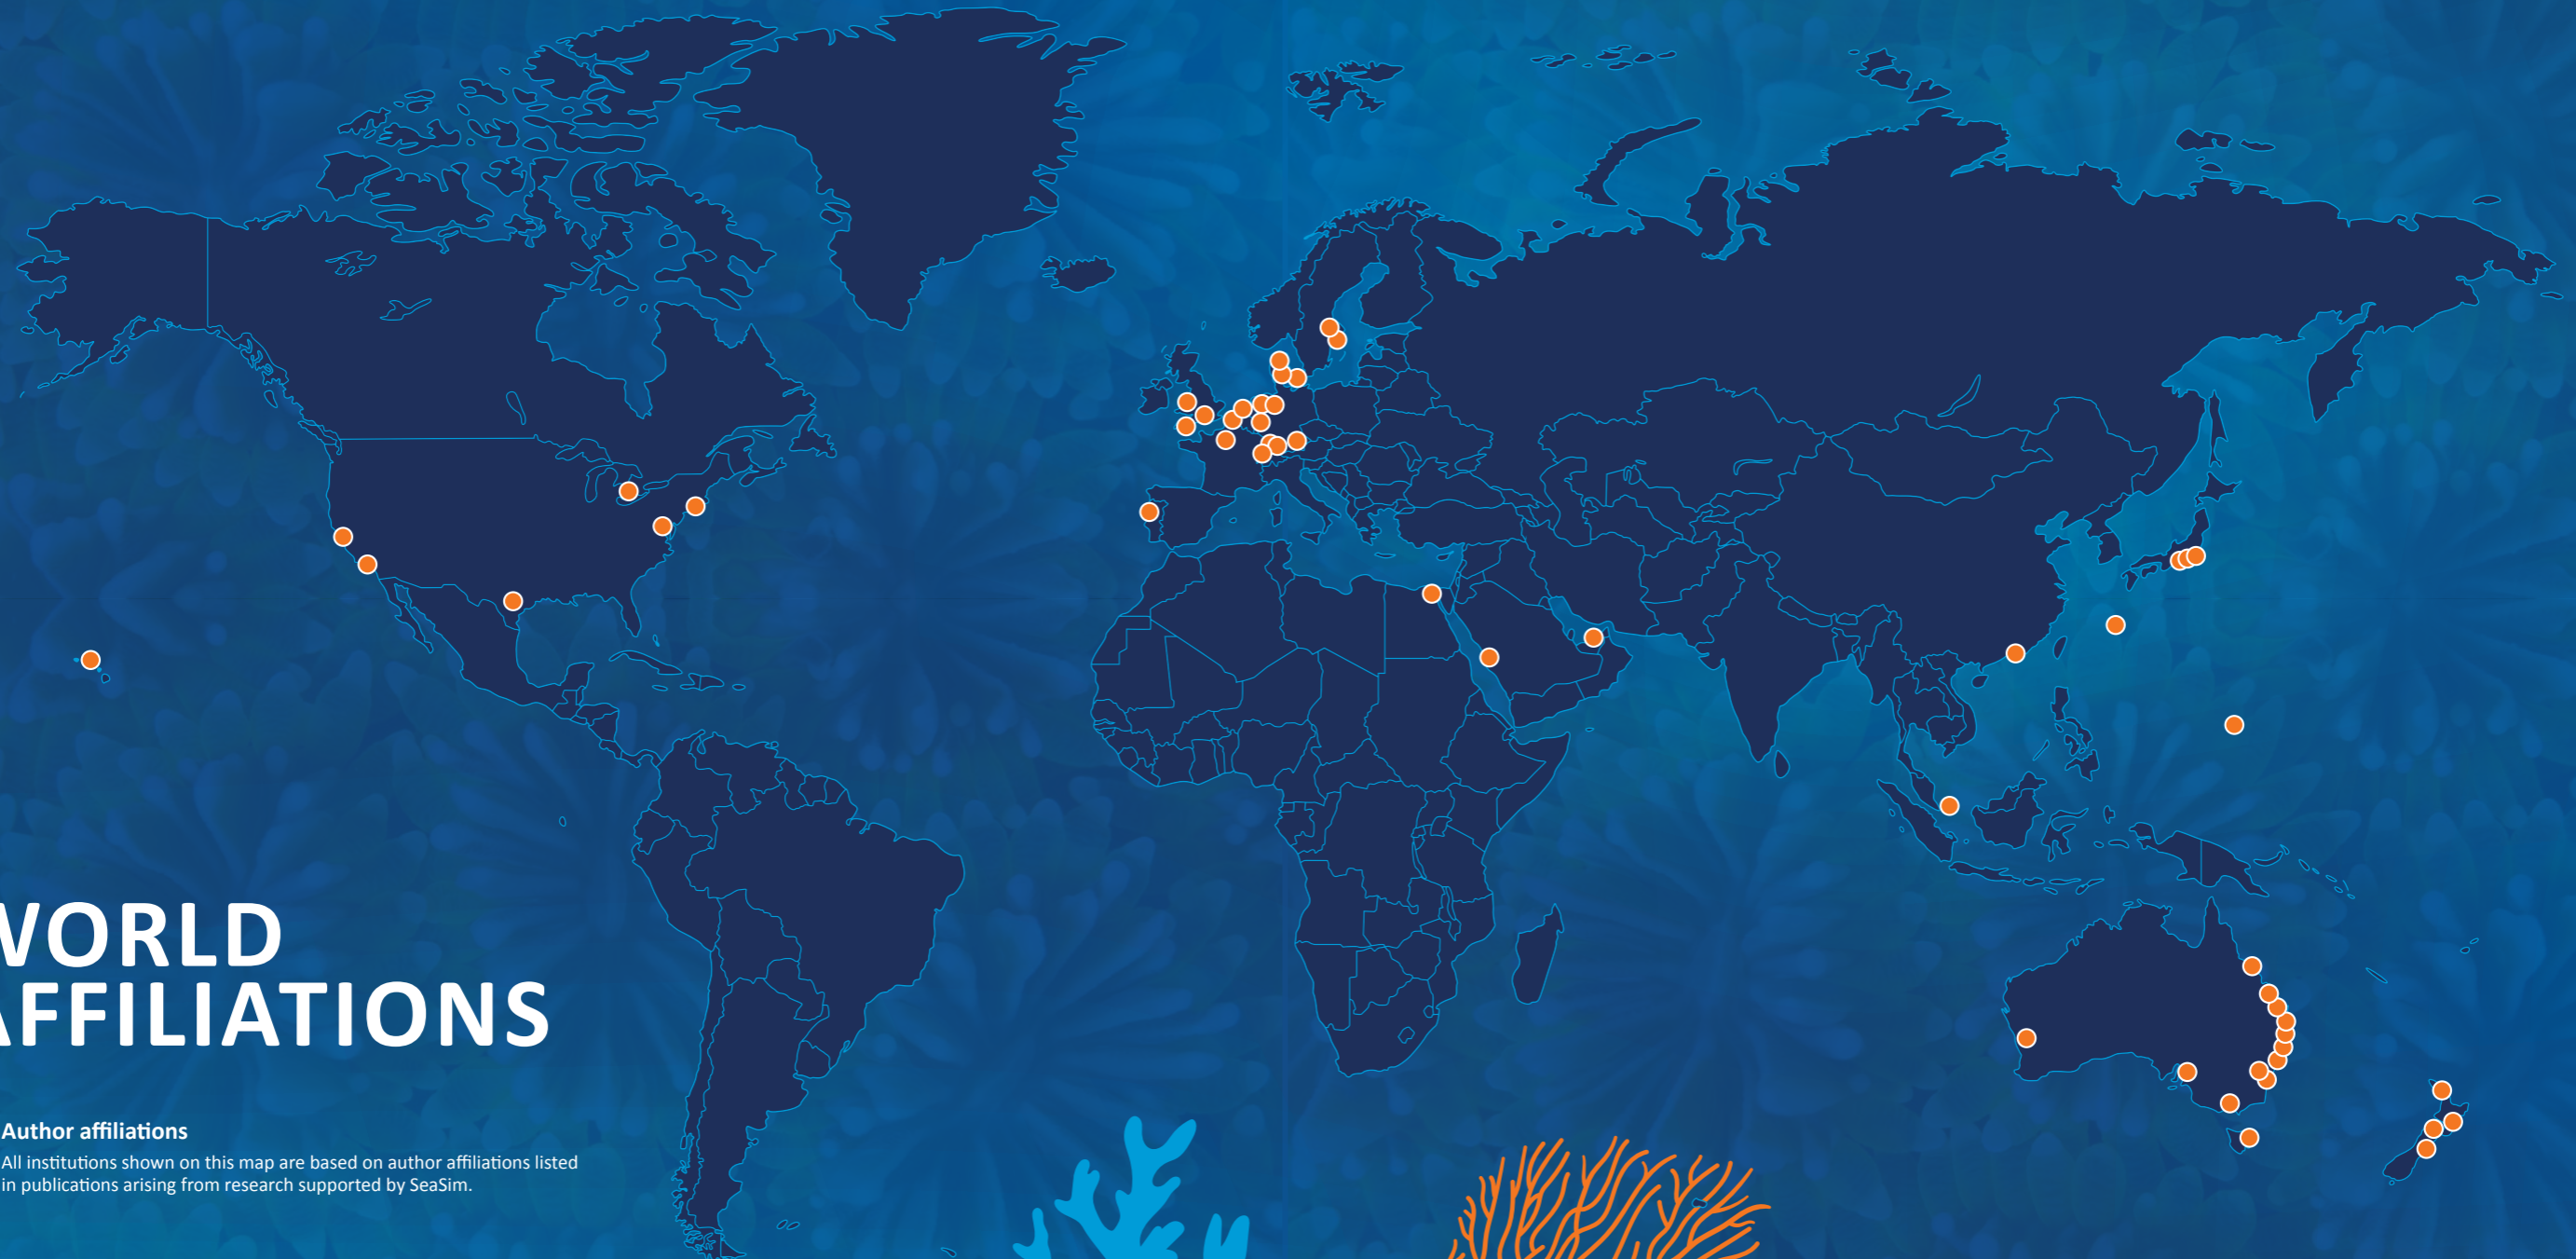 WORLD
AFFILIATIONS
Author affiliations
All institutions shown on this map are based on author affiliations listed
in publications arising from research supported by SeaSim.